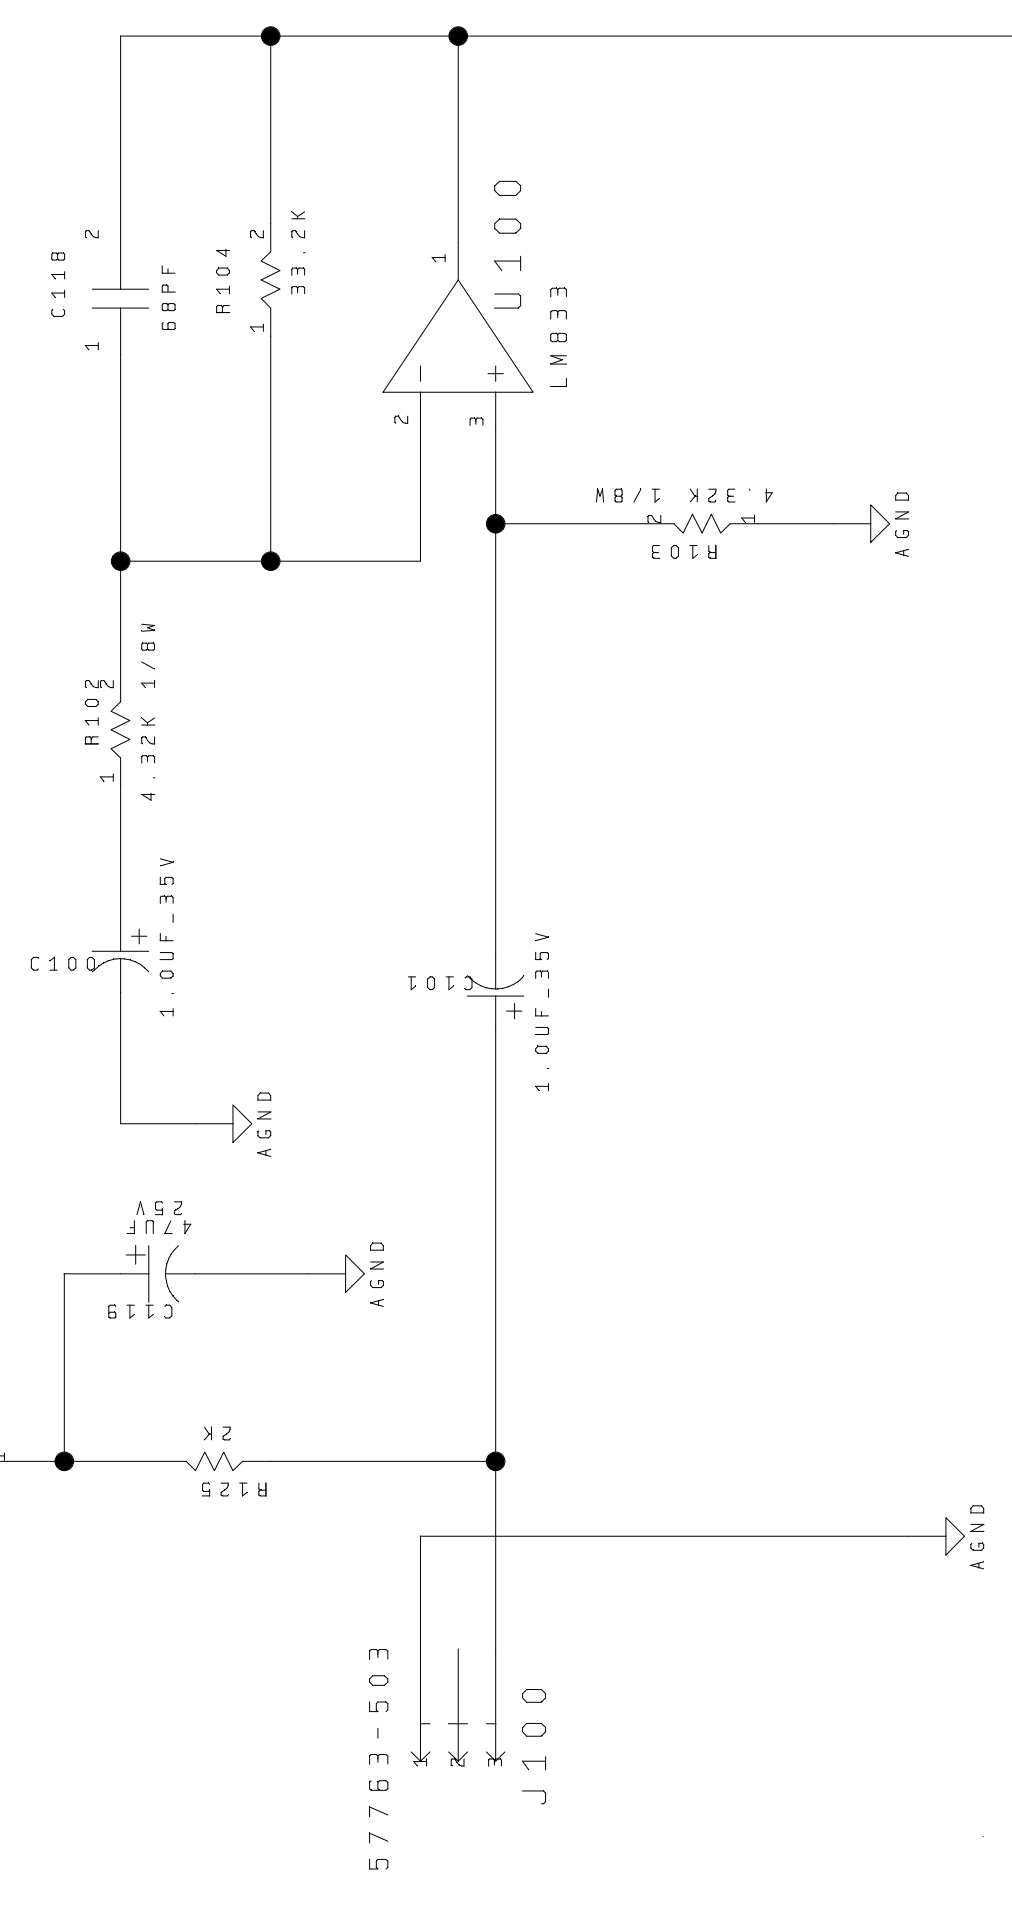 C118
1
2
68PF
R104
1
2
33.2K
1
U100
LM833
2
3
-
+
4.32K 1/8W
2
1
R103
AGND
R102
1
2
4.32K 1/8W
C100
+
1.0UF_35V
AGND
C101
+
1.0UF_35V
47UF
25V
+
C119
AGND
2K
R125
AGND
57763-503
1
2
3
J100